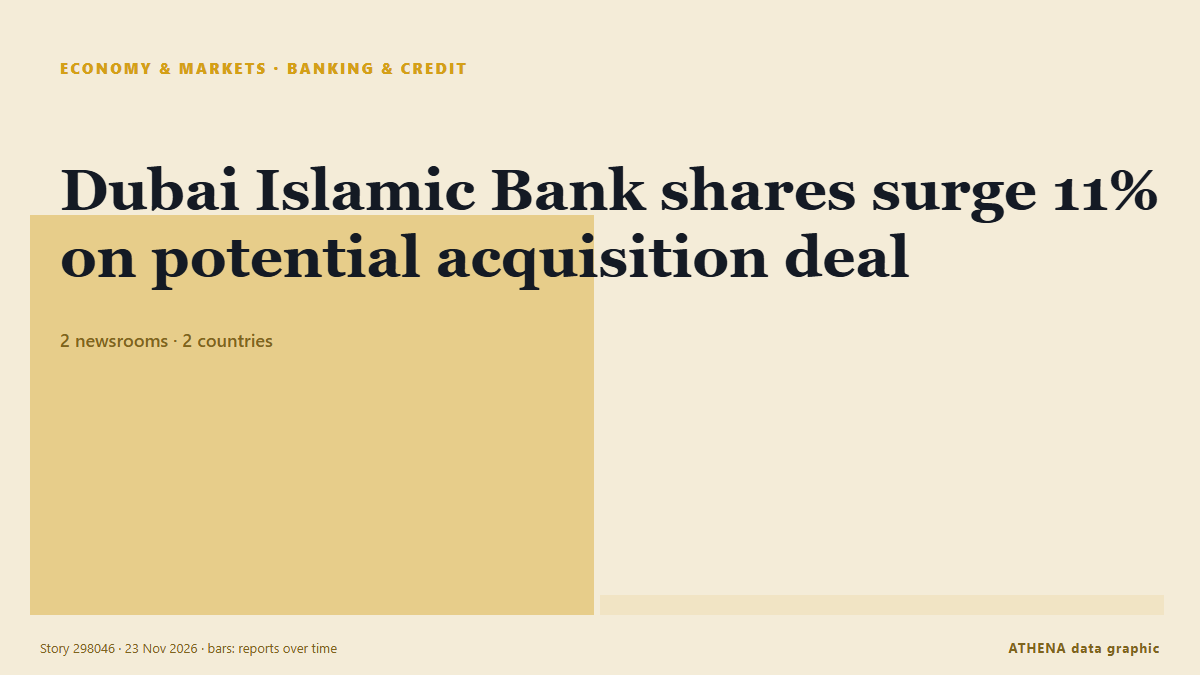 ECONOMY & MARKETS · BANKING & CREDIT
Dubai Islamic Bank shares surge 11%
on potential acquisition deal
2 newsrooms · 2 countries
Story 298046 · 23 Nov 2026 · bars: reports over time
ATHENA data graphic